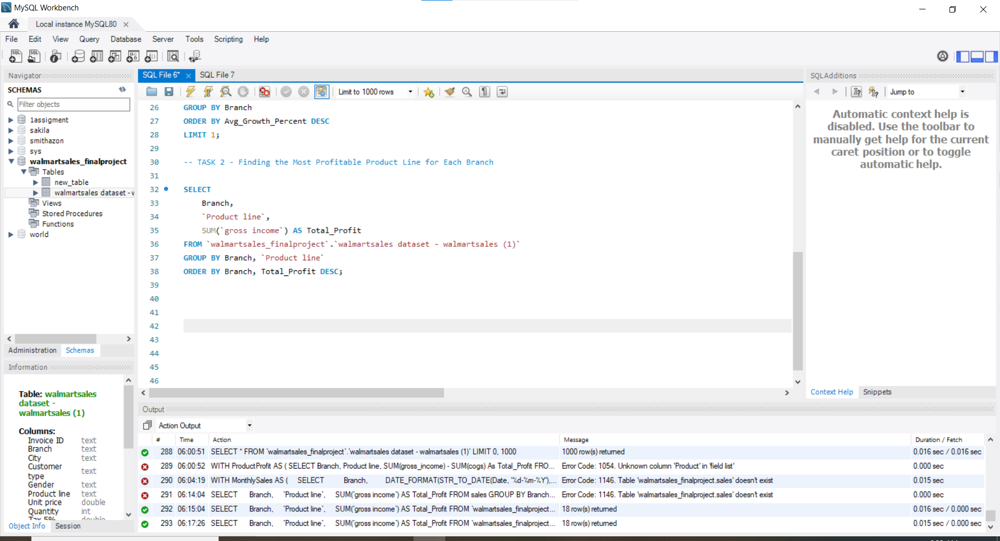 MySQL Workbench
Local instance MySQL80
File Edit View Query Database Server Tools Scripting Help
Navigator
SCHEMAS
Filter objects
1assigment
sakila
smithazon
sys
walmartsales_finalproject
Tables
new_table
walmartsales dataset - w
Views
Stored Procedures
Functions
world
Administration Schemas
Information
Table: walmartsales
dataset -
walmartsales (1)
Columns:
Invoice ID text
Branch text
City text
Customer
type text
Gender text
Product line text
Unit price double
Quantity int
Tax 5% double
Object Info Session
SQL File 6* SQL File 7
Limit to 1000 rows
26 GROUP BY Branch
27 ORDER BY Avg_Growth_Percent DESC
28 LIMIT 1;
29
30 -- TASK 2 - Finding the Most Profitable Product Line for Each Branch
31
32 SELECT
33 Branch,
34 `Product line`,
35 SUM(`gross income`) AS Total_Profit
36 FROM `walmartsales_finalproject`.`walmartsales dataset - walmartsales (1)`
37 GROUP BY Branch, `Product line`
38 ORDER BY Branch, Total_Profit DESC;
39
40
41
42
43
44
45
46
SQLAdditions
Jump to
Automatic context help is
disabled. Use the toolbar to
manually get help for the current
caret position or to toggle
automatic help.
Context Help Snippets
Output
Action Output
# Time Action Message Duration / Fetch
288 06:00:51 SELECT * FROM `walmartsales_finalproject`.`walmartsales dataset - walmartsales (1)` LIMIT 0, 1000 1000 row(s) returned 0.016 sec / 0.016 sec
289 06:00:52 WITH ProductProfit AS ( SELECT Branch, Product line, SUM(gross_income) - SUM(cogs) As Total_Profit FRO... Error Code: 1054. Unknown column 'Product' in 'field list' 0.000 sec
290 06:04:19 WITH MonthlySales AS ( SELECT Branch, DATE_FORMAT(STR_TO_DATE(Date, '%d-%m-%Y'),... Error Code: 1146. Table 'walmartsales_finalproject.sales' doesn't exist 0.015 sec
291 06:14:04 SELECT Branch, `Product line`, SUM(`gross income`) AS Total_Profit FROM sales GROUP BY Branch... Error Code: 1146. Table 'walmartsales_finalproject.sales' doesn't exist 0.000 sec
292 06:15:04 SELECT Branch, `Product line`, SUM(`gross income`) AS Total_Profit FROM `walmartsales_finalproject... 18 row(s) returned 0.016 sec / 0.000 sec
293 06:17:26 SELECT Branch, `Product line`, SUM(`gross income`) AS Total_Profit FROM `walmartsales_finalproject... 18 row(s) returned 0.015 sec / 0.000 sec